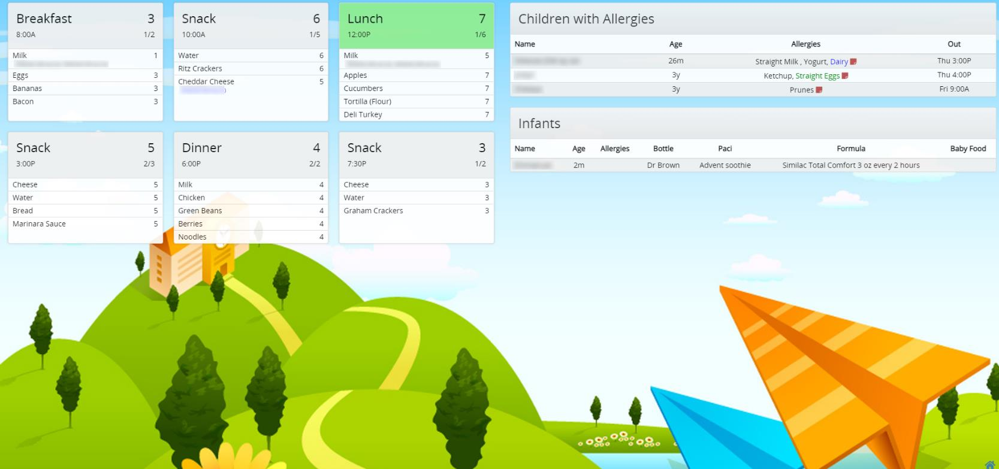 Breakfast 3
8:00A 1/2
Milk 1
Eggs 3
Bananas 3
Bacon 3
Snack 6
10:00A 1/5
Water 6
Ritz Crackers 6
Cheddar Cheese 5
Lunch 7
12:00P 1/6
Milk 5
Apples 7
Cucumbers 7
Tortilla (Flour) 7
Deli Turkey 7
Snack 5
3:00P 2/3
Cheese 5
Water 5
Bread 5
Marinara Sauce 5
Dinner 4
6:00P 2/2
Milk 4
Chicken 4
Green Beans 4
Berries 4
Noodles 4
Snack 3
7:30P 1/2
Cheese 3
Water 3
Graham Crackers 3
Children with Allergies
Name Age Allergies Out
26m Straight Milk , Yogurt, Dairy Thu 3:00P
3y Ketchup, Straight Eggs Thu 4:00P
3y Prunes Fri 9:00A
Infants
Name Age Allergies Bottle Paci Formula Baby Food
2m Dr Brown Advent soothie Similac Total Comfort 3 oz every 2 hours